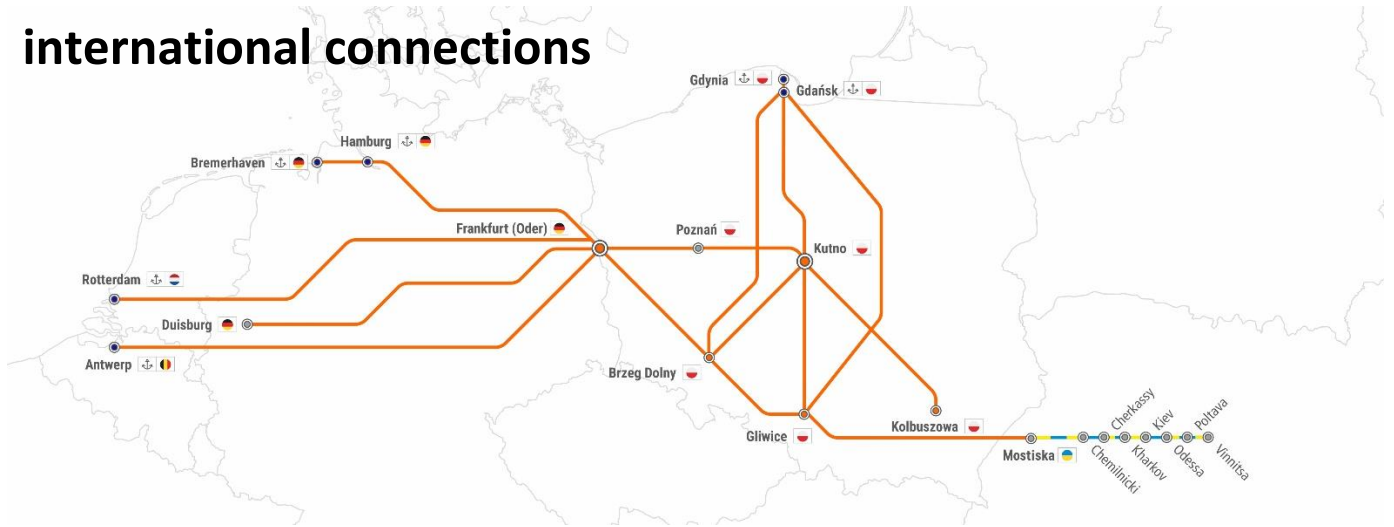 international connections
Gdynia
Gdańsk
Hamburg
Bremerhaven
Frankfurt (Oder)
Poznań
Kutno
Rotterdam
Duisburg
Antwerp
Brzeg Dolny
Gliwice
Kolbuszowa
Mostiska
Chemilnicki
Cherkassy
Kharkov
Kiev
Odessa
Poltava
Vinnitsa